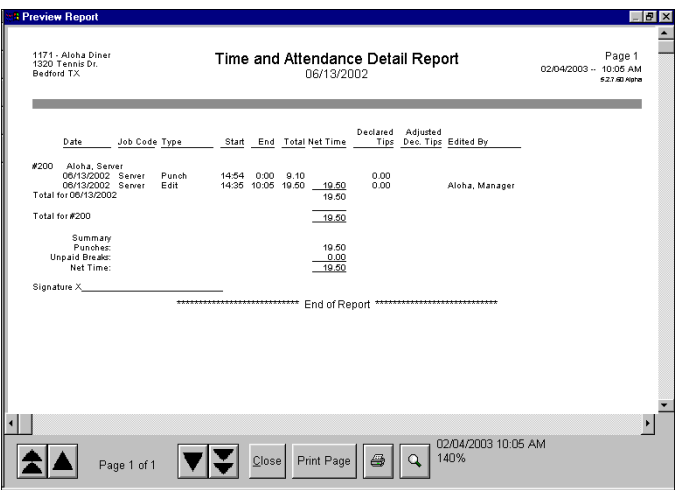 Preview Report
1171 - Aloha Diner
1320 Tennis Dr.
Bedford TX
Time and Attendance Detail Report
06/13/2002
Page 1
02/04/2003 -- 10:05 AM
5.2.7.60 Alpha
Declared Adjusted
Date Job Code Type Start End Total Net Time Tips Dec. Tips Edited By
#200 Aloha, Server
06/13/2002 Server Punch 14:54 0:00 9.10 0.00
06/13/2002 Server Edit 14:35 10:05 19.50 19.50 0.00 Aloha, Manager
Total for 06/13/2002 19.50
Total for #200 19.50
Summary
Punches: 19.50
Unpaid Breaks: 0.00
Net Time: 19.50
Signature X
**************************** End of Report ****************************
Page 1 of 1
Close
Print Page
02/04/2003 10:05 AM
140%